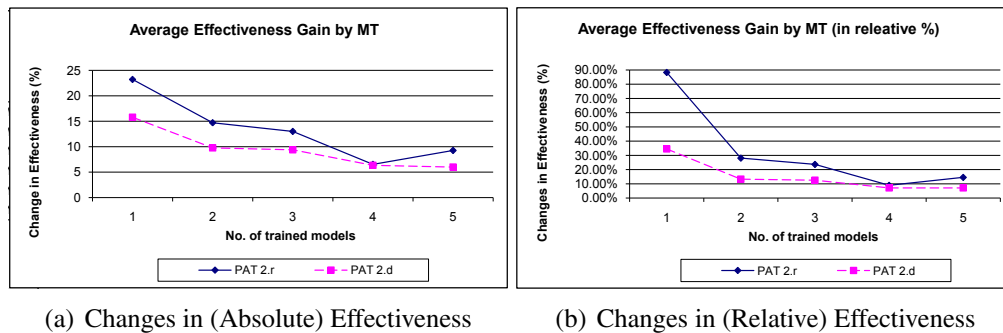 Average Effectiveness Gain by MT
Changes in Effectiveness (%)
25
20
15
10
5
0
1 2 3 4 5
No. of trained models
PAT 2.r PAT 2.d
(a) Changes in (Absolute) Effectiveness
Average Effectiveness Gain by MT (in releative %)
Changes in Effectiveness (%)
90.00%
80.00%
70.00%
60.00%
50.00%
40.00%
30.00%
20.00%
10.00%
0.00%
1 2 3 4 5
No. of trained models
PAT 2.r PAT 2.d
(b) Changes in (Relative) Effectiveness